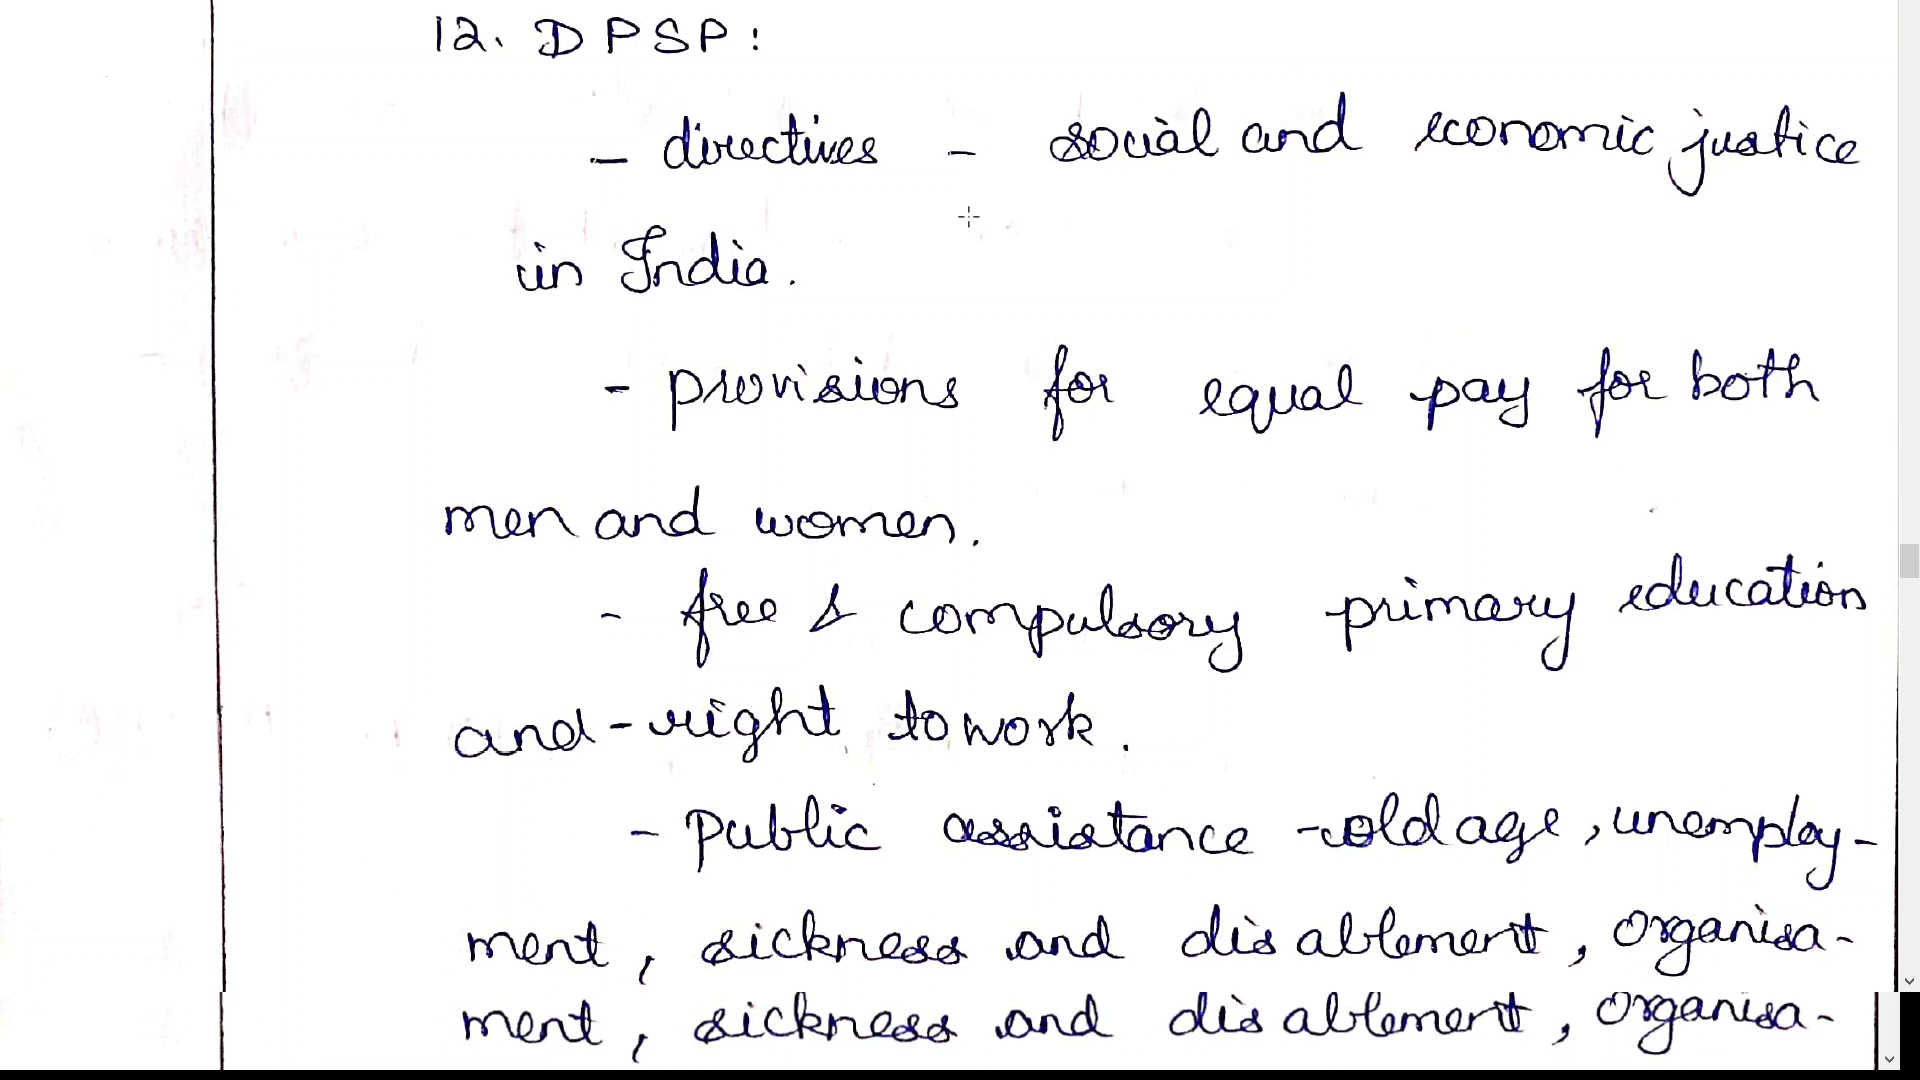 12. DPSP:
- directives - social and economic justice
in India.
- provisions for equal pay for both
men and women.
- free & compulsory primary education
and - right to work.
- public assistance - old age, unemploy-
ment, sickness and disablement, organisa-
ment, sickness and disablement, organisa-